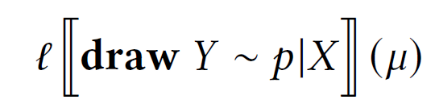 ℓ⟦draw Y ~ p|X⟧(μ)